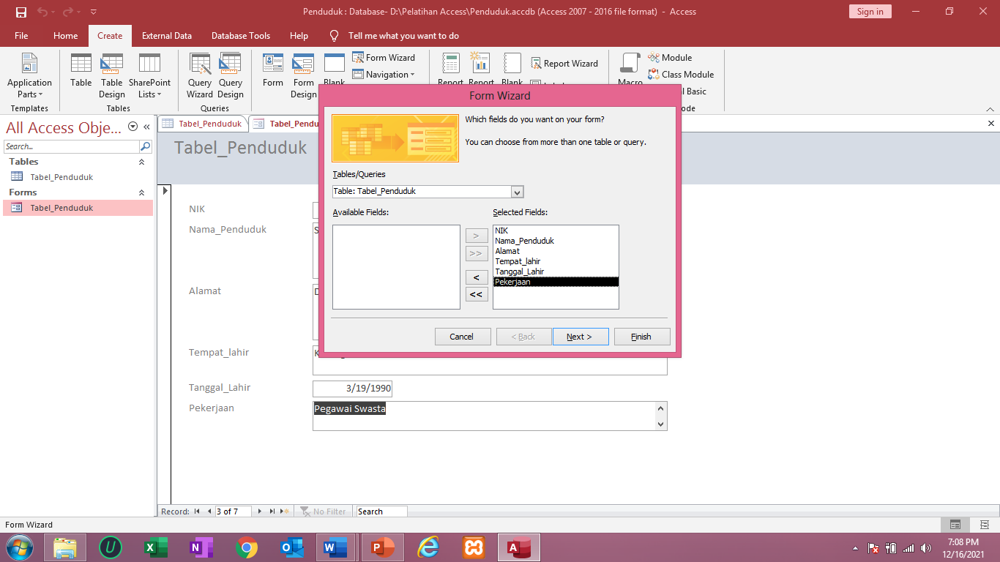 Penduduk : Database- D:\Pelatihan Access\Penduduk.accdb (Access 2007 - 2016 file format) - Access
Sign in
File Home Create External Data Database Tools Help Tell me what you want to do
Application Parts
Templates
Table
Table Design
SharePoint Lists
Tables
Query Wizard
Query Design
Queries
Form
Form Design
Blank
Form Wizard
Navigation
Report
Report
Blank
Report Wizard
Macro
Module
Class Module
Basic
All Access Obje...
Search...
Tables
Tabel_Penduduk
Forms
Tabel_Penduduk
Tabel_Penduduk
Tabel_Pendu
Tabel_Penduduk
NIK
Nama_Penduduk
S
Alamat
D
Tempat_lahir
Tanggal_Lahir
3/19/1990
Pekerjaan
Pegawai Swasta
Form Wizard
Which fields do you want on your form?
You can choose from more than one table or query.
Tables/Queries
Table: Tabel_Penduduk
Available Fields:
Selected Fields:
>
>>
<
<<
NIK
Nama_Penduduk
Alamat
Tempat_lahir
Tanggal_Lahir
Pekerjaan
Cancel
< Back
Next >
Finish
Record:
3 of 7
No Filter
Search
Form Wizard
7:08 PM
12/16/2021